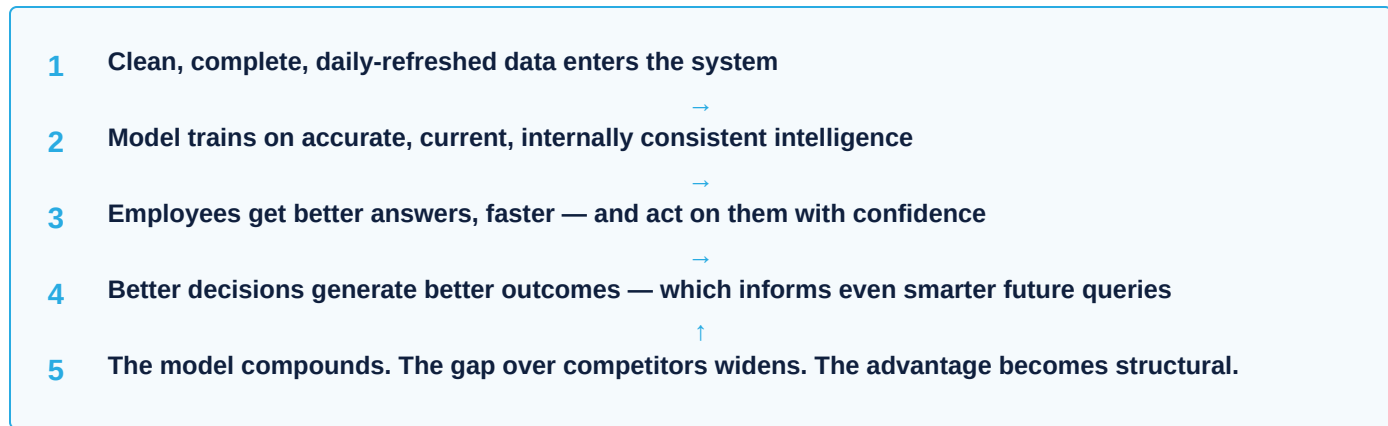 1 Clean, complete, daily-refreshed data enters the system
→
2 Model trains on accurate, current, internally consistent intelligence
→
3 Employees get better answers, faster — and act on them with confidence
→
4 Better decisions generate better outcomes — which informs even smarter future queries
↑
5 The model compounds. The gap over competitors widens. The advantage becomes structural.